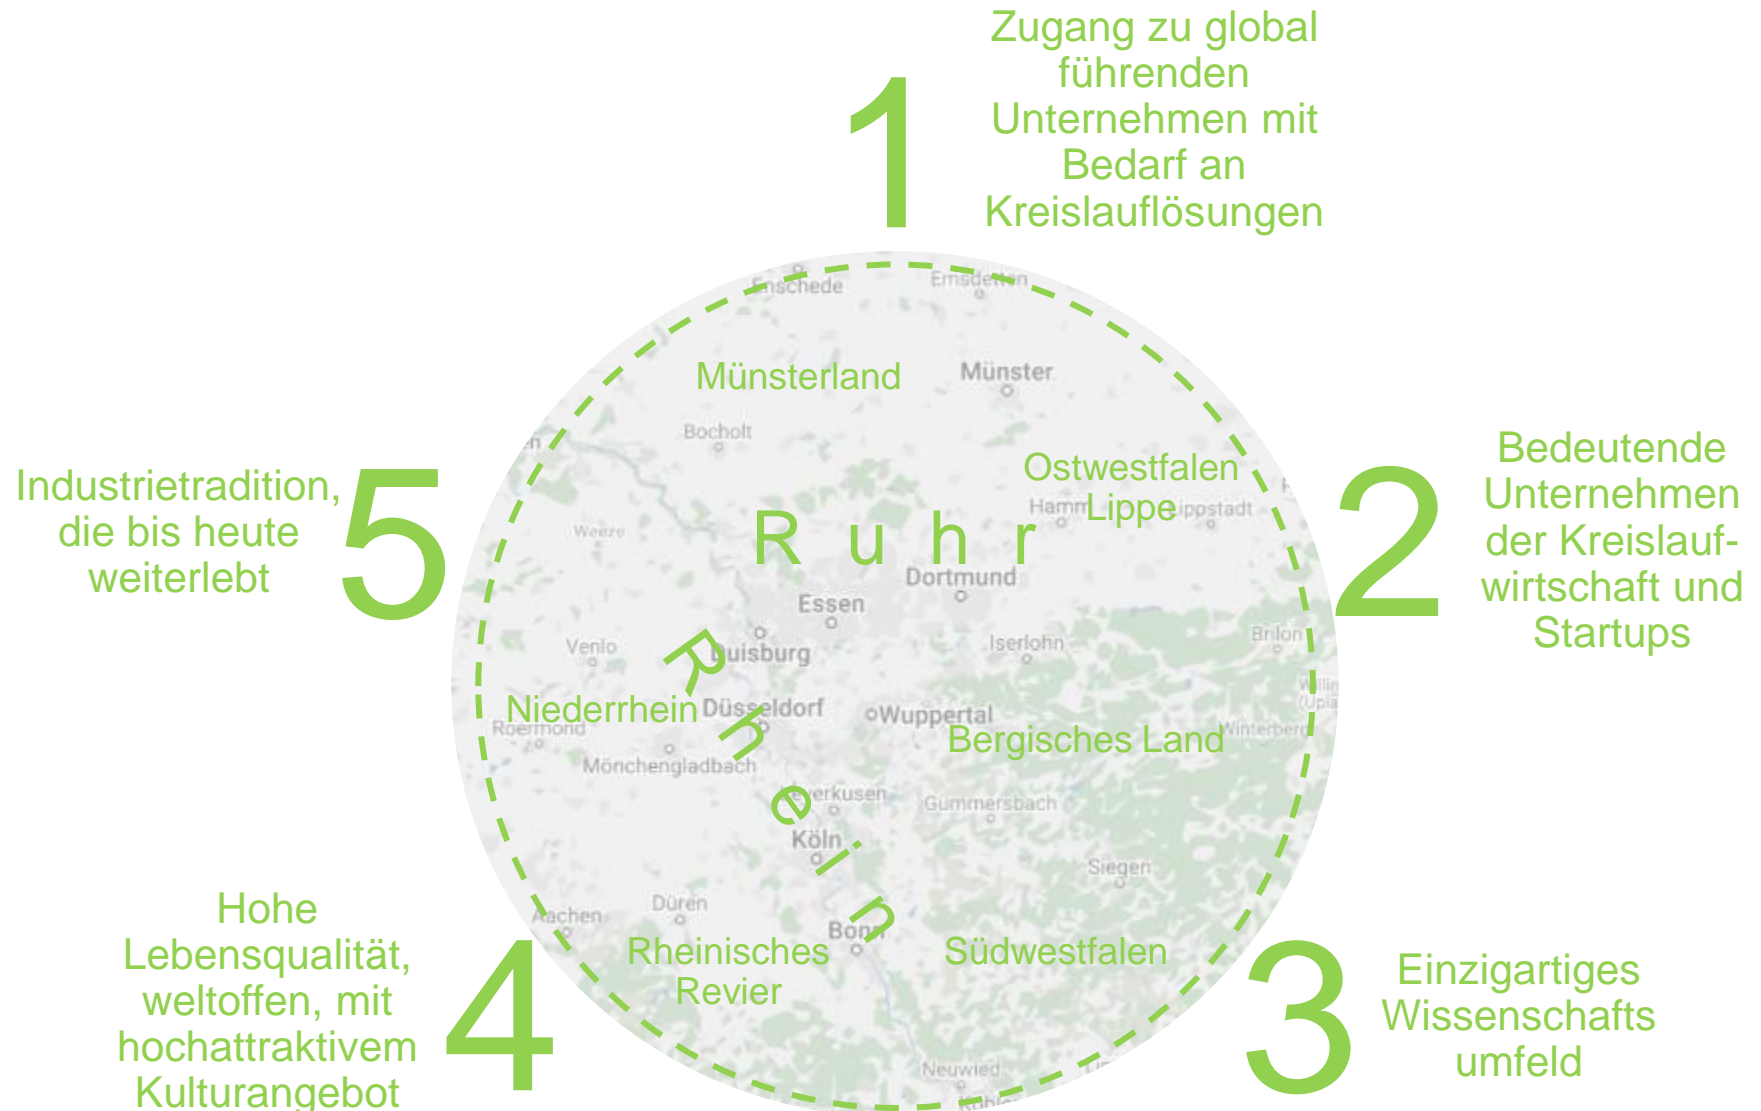 1
Zugang zu global
führenden
Unternehmen mit
Bedarf an
Kreislauflösungen
2
Bedeutende
Unternehmen
der Kreislauf-
wirtschaft und
Startups
3
Einzigartiges
Wissenschafts
umfeld
4
Hohe
Lebensqualität,
weltoffen, mit
hochattraktivem
Kulturangebot
5
Industrietradition,
die bis heute
weiterlebt
Enschede
Emsdetten
Münsterland
Münster
Bocholt
Ostwestfalen
Lippe
Hamm
Lippstadt
Ruhr
Weeze
Dortmund
Essen
Iserlohn
Brilon
Venlo
Duisburg
Rhein
Niederrhein
Düsseldorf
Wuppertal
Bergisches Land
Winterberg
Roermond
Mönchengladbach
Leverkusen
Gummersbach
Köln
Siegen
Düren
Aachen
Bonn
Rheinisches
Revier
Südwestfalen
Neuwied